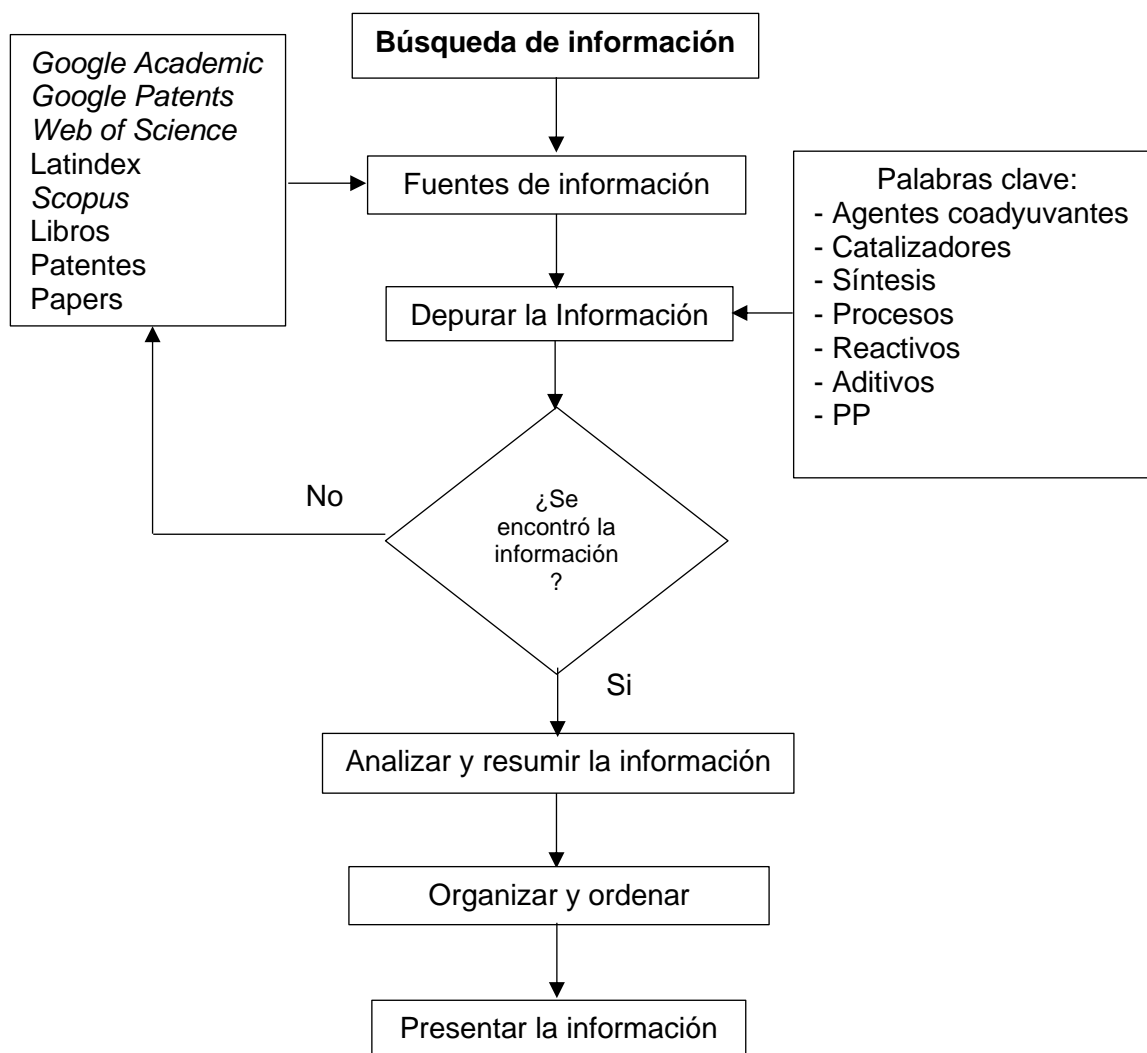 Búsqueda de información
Google Academic
Google Patents
Web of Science
Latindex
Scopus
Libros
Patentes
Papers
Fuentes de información
Palabras clave:
- Agentes coadyuvantes
- Catalizadores
- Síntesis
- Procesos
- Reactivos
- Aditivos
- PP
Depurar la Información
¿Se
encontró la
información
?
No
Si
Analizar y resumir la información
Organizar y ordenar
Presentar la información